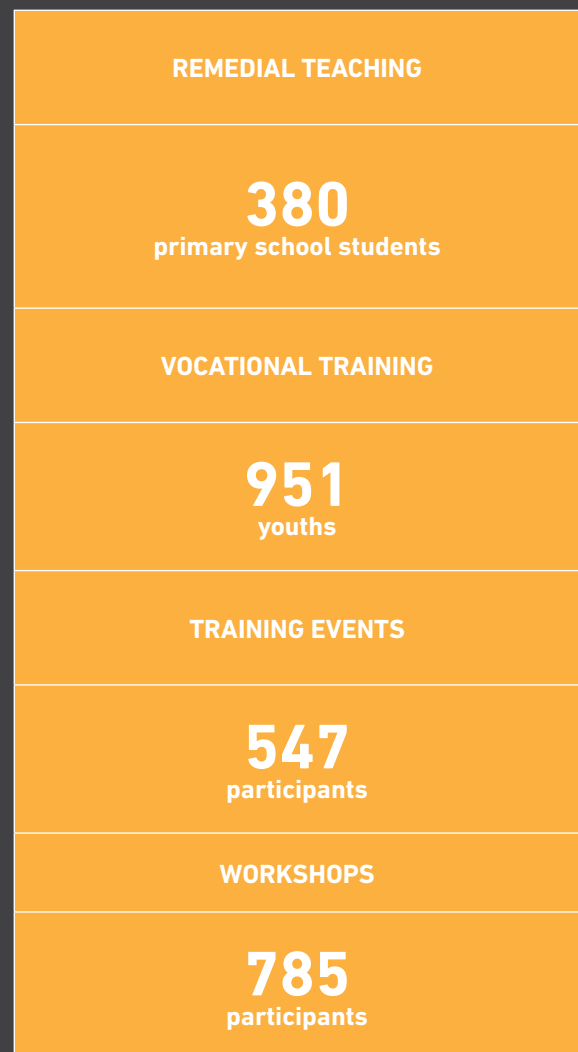 REMEDIAL TEACHING
380
primary school students
VOCATIONAL TRAINING
951
youths
TRAINING EVENTS
547
participants
WORKSHOPS
785
participants